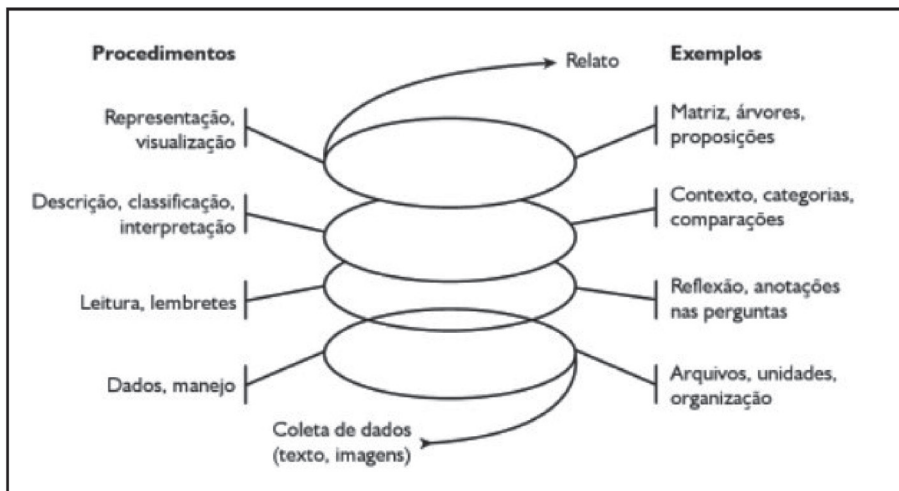 Procedimentos
Exemplos
Relato
Representação,
visualização
Matriz, árvores,
proposições
Descrição, classificação,
interpretação
Contexto, categorias,
comparações
Leitura, lembretes
Reflexão, anotações
nas perguntas
Dados, manejo
Arquivos, unidades,
organização
Coleta de dados
(texto, imagens)